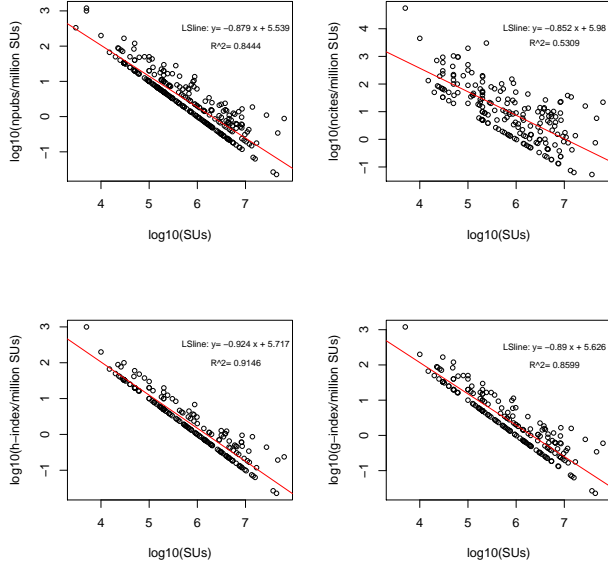 LSline: y= −0.879 x + 5.539
R^2= 0.8444
log10(npubs/million SUs)
3
2
1
0
−1
4 5 6 7
log10(SUs)
LSline: y= −0.852 x + 5.98
R^2= 0.5309
log10(ncites/million SUs)
5
4
3
2
1
0
−1
4 5 6 7
log10(SUs)
LSline: y= −0.924 x + 5.717
R^2= 0.9146
log10(h−index/million SUs)
3
2
1
0
−1
4 5 6 7
log10(SUs)
LSline: y= −0.89 x + 5.626
R^2= 0.8599
log10(g−index/million SUs)
3
2
1
0
−1
4 5 6 7
log10(SUs)